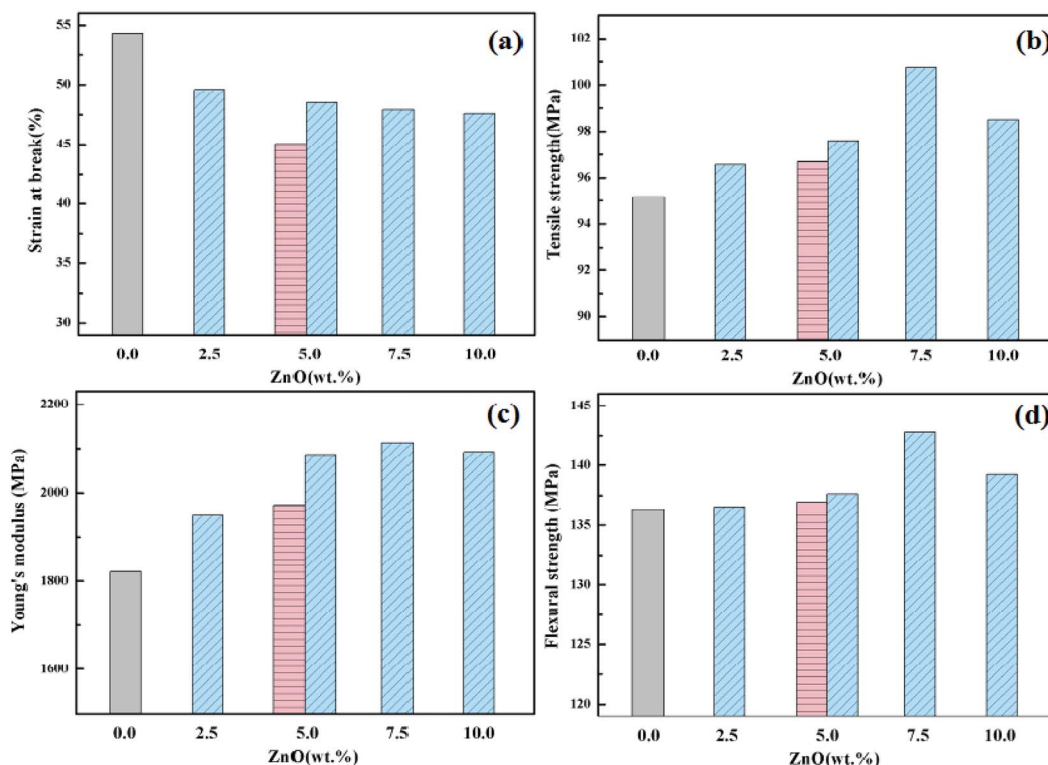 (a)
Strain at break(%)
55
50
45
40
35
30
0.0 2.5 5.0 7.5 10.0
ZnO(wt.%)
(b)
Tensile strength(MPa)
102
100
98
96
94
92
90
0.0 2.5 5.0 7.5 10.0
ZnO(wt.%)
(c)
Young's modulus (MPa)
2200
2000
1800
1600
0.0 2.5 5.0 7.5 10.0
ZnO(wt.%)
(d)
Flexural strength (MPa)
145
140
135
130
125
120
0.0 2.5 5.0 7.5 10.0
ZnO(wt.%)